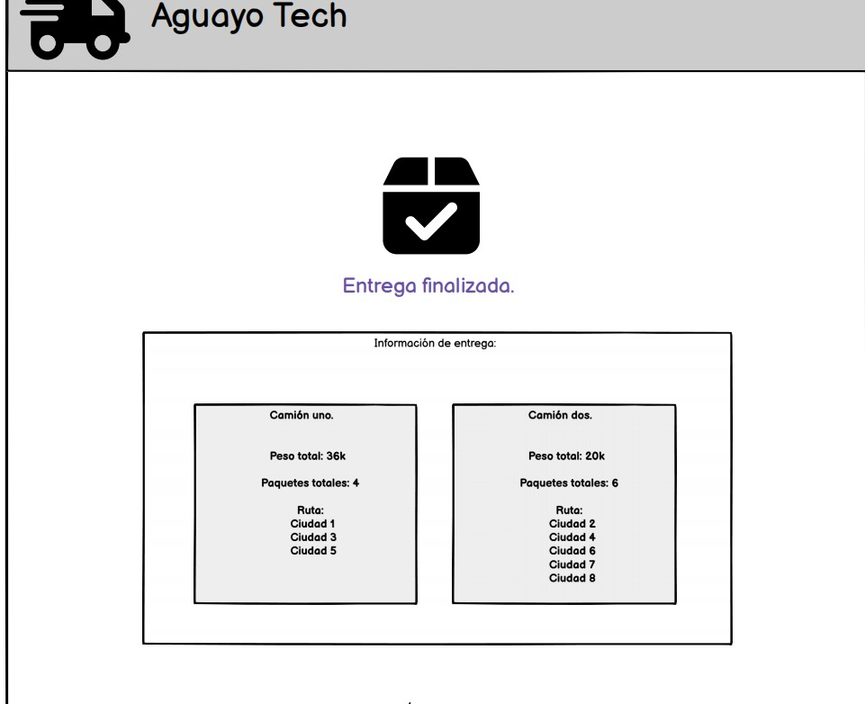 Aguayo Tech
Entrega finalizada.
Información de entrega:
Camión uno.
Peso total: 36k
Paquetes totales: 4
Ruta:
Ciudad 1
Ciudad 3
Ciudad 5
Camión dos.
Peso total: 20k
Paquetes totales: 6
Ruta:
Ciudad 2
Ciudad 4
Ciudad 6
Ciudad 7
Ciudad 8